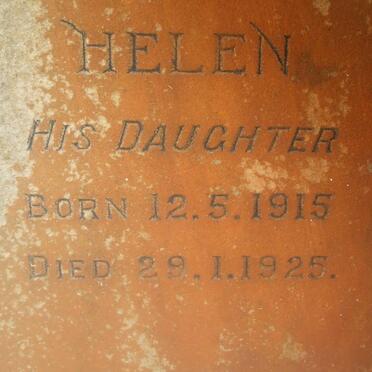 HELEN
HIS DAUGHTER
BORN 12.5.1915
DIED 29.1.1925.